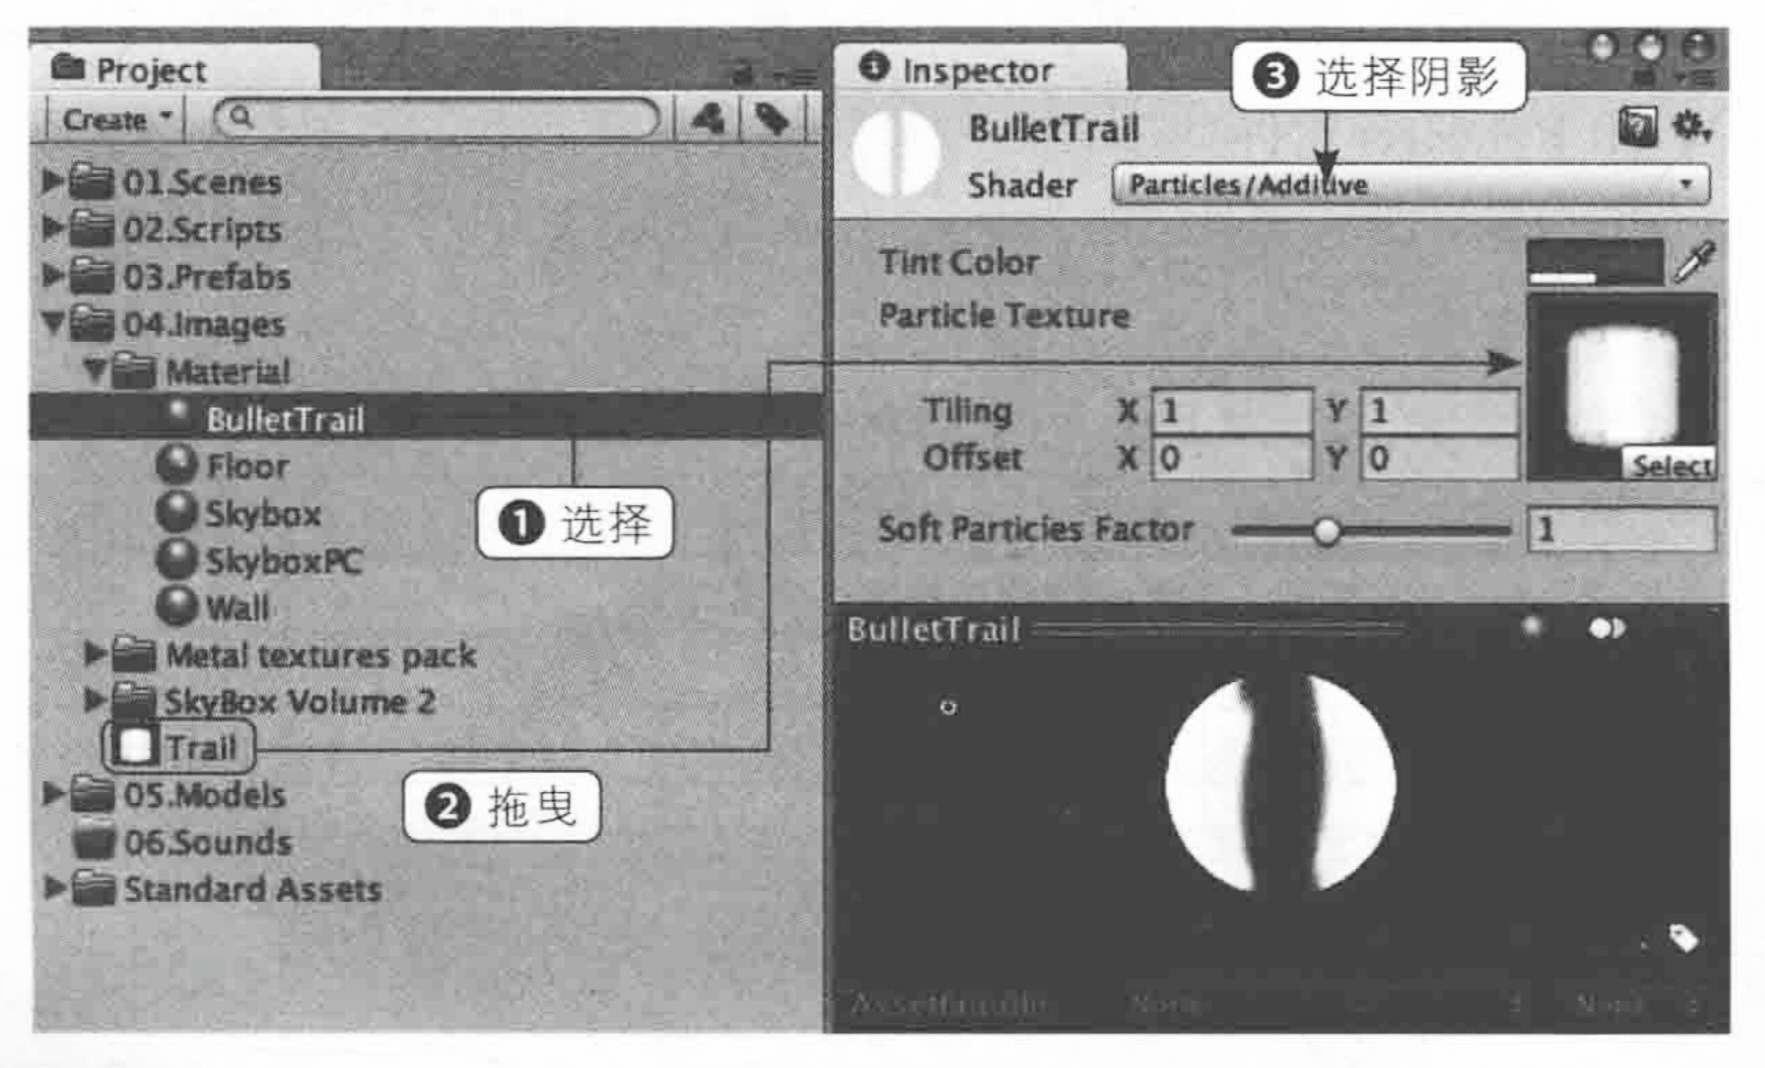 Project
Create
01.Scenes
02.Scripts
03.Prefabs
04.Images
Material
BulletTrail
Floor
Skybox
SkyboxPC
Wall
Metal textures pack
SkyBox Volume 2
Trail
05.Models
06.Sounds
Standard Assets
❶ 选择
❷ 拖曳
Inspector
❸ 选择阴影
BulletTrail
Shader Particles/Additive
Tint Color
Particle Texture
Tiling X 1 Y 1
Offset X 0 Y 0
Select
Soft Particles Factor 1
BulletTrail
AssetBundle None None